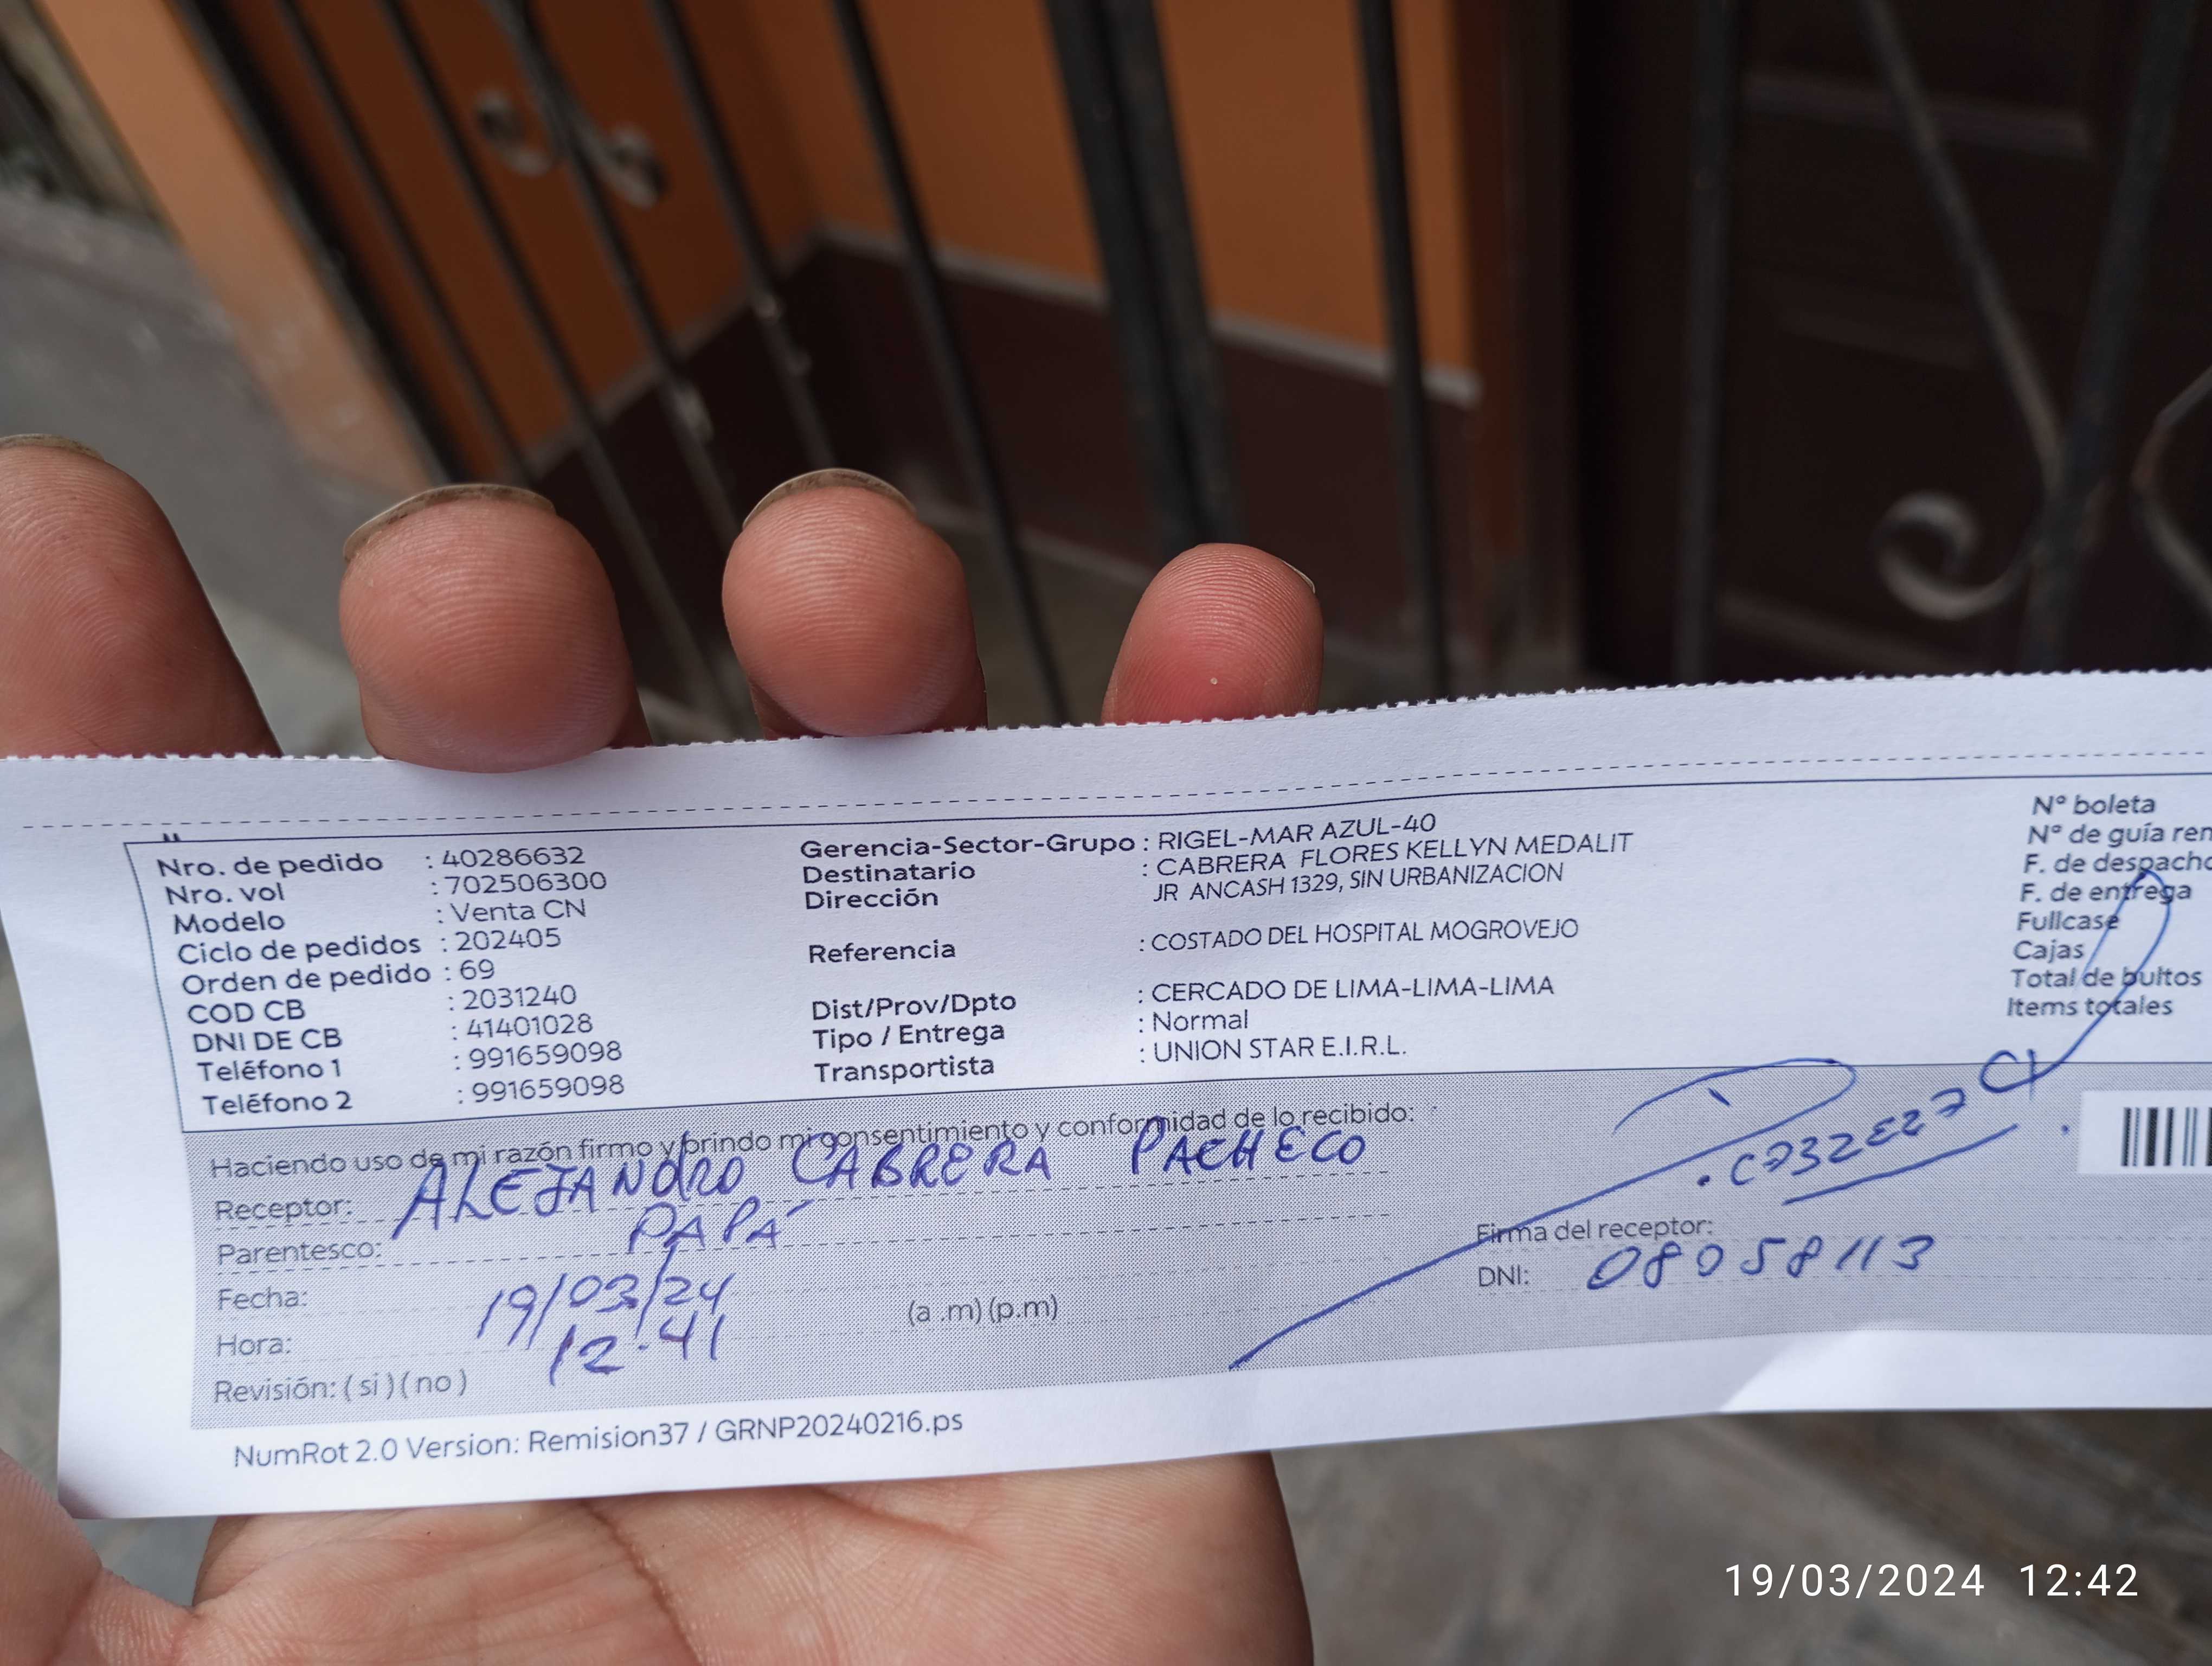 Nro. de pedido : 40286632
Nro. vol : 702506300
Modelo : Venta CN
Ciclo de pedidos : 202405
Orden de pedido : 69
COD CB : 2031240
DNI DE CB : 41401028
Teléfono 1 : 991659098
Teléfono 2 : 991659098
Gerencia-Sector-Grupo : RIGEL-MAR AZUL-40
Destinatario : CABRERA FLORES KELLYN MEDALIT
Dirección JR ANCASH 1329, SIN URBANIZACION
Referencia : COSTADO DEL HOSPITAL MOGROVEJO
Dist/Prov/Dpto : CERCADO DE LIMA-LIMA-LIMA
Tipo / Entrega : Normal
Transportista : UNION STAR E.I.R.L.
N° boleta
N° de guía rem
F. de despacho
F. de entrega
Fullcase
Cajas
Total de bultos
Items totales
Haciendo uso de mi razón firmo y brindo mi consentimiento y conformidad de lo recibido:
Receptor: ALEJANDRO CABRERA PACHECO
Parentesco: PAPÁ
Fecha: 19/03/24
Hora: 12:41 (a .m) (p.m)
Revisión: ( si ) ( no )
Firma del receptor:
DNI: 08058113
NumRot 2.0 Version: Remision37 / GRNP20240216.ps
19/03/2024 12:42